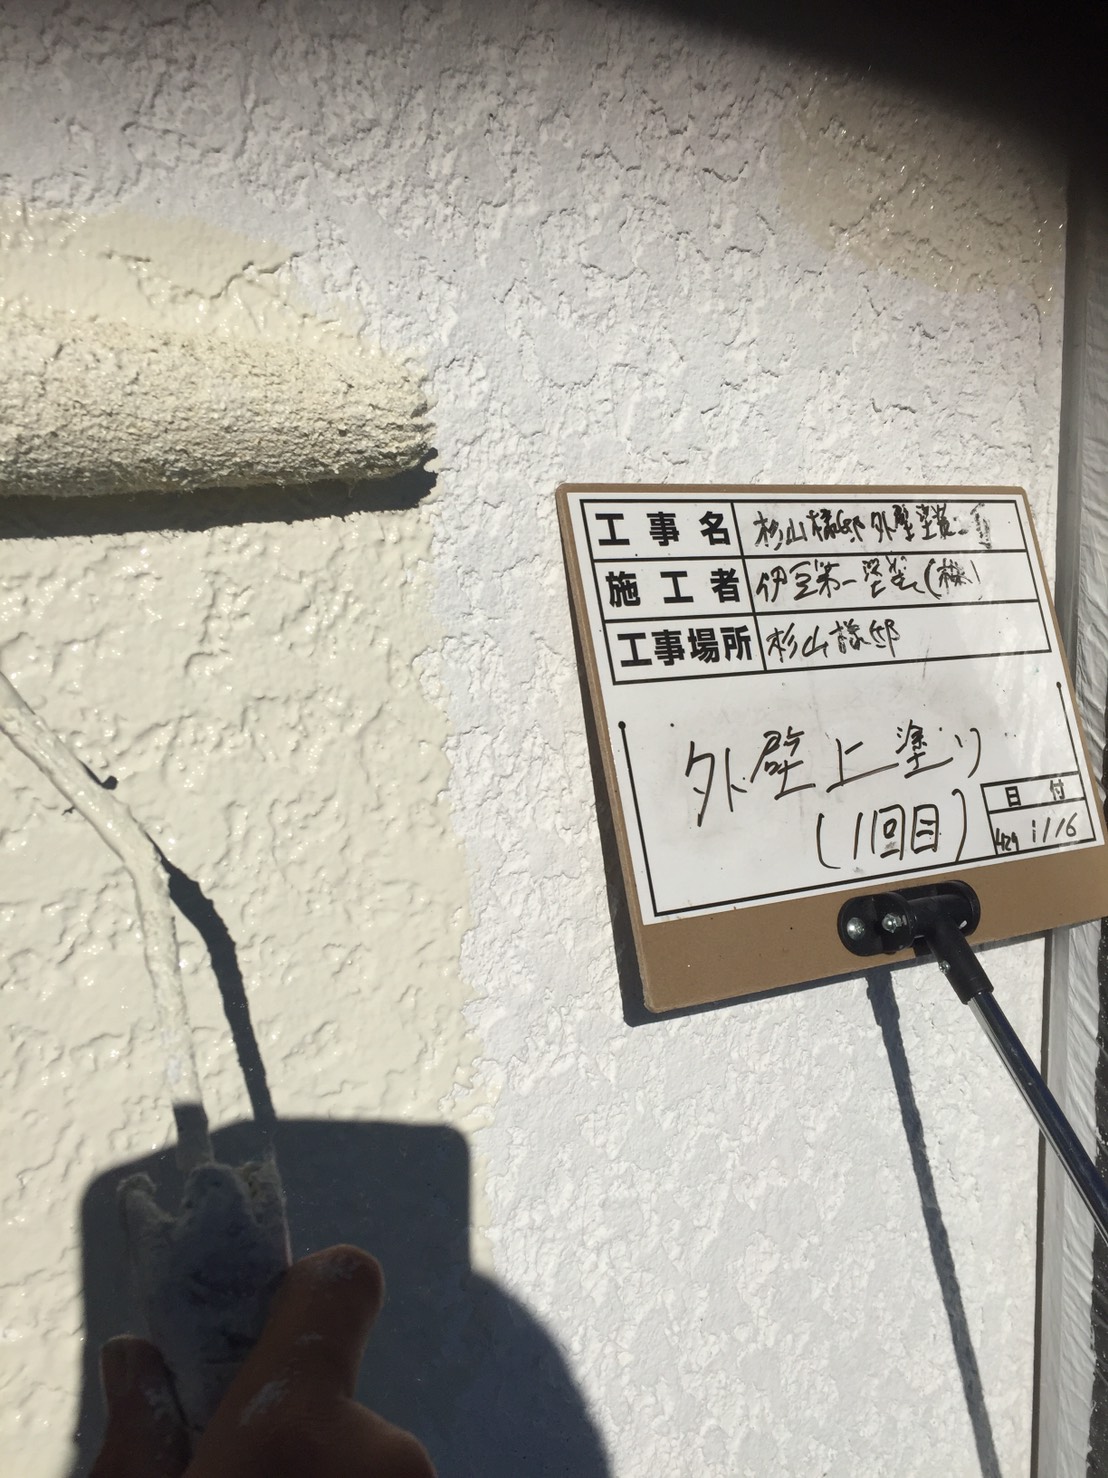 工事名 杉山様邸外壁塗装工事
施工者 伊豆第一塗装(株)
工事場所 杉山様邸
外壁上塗り
(1回目)
日付
H29 1/16